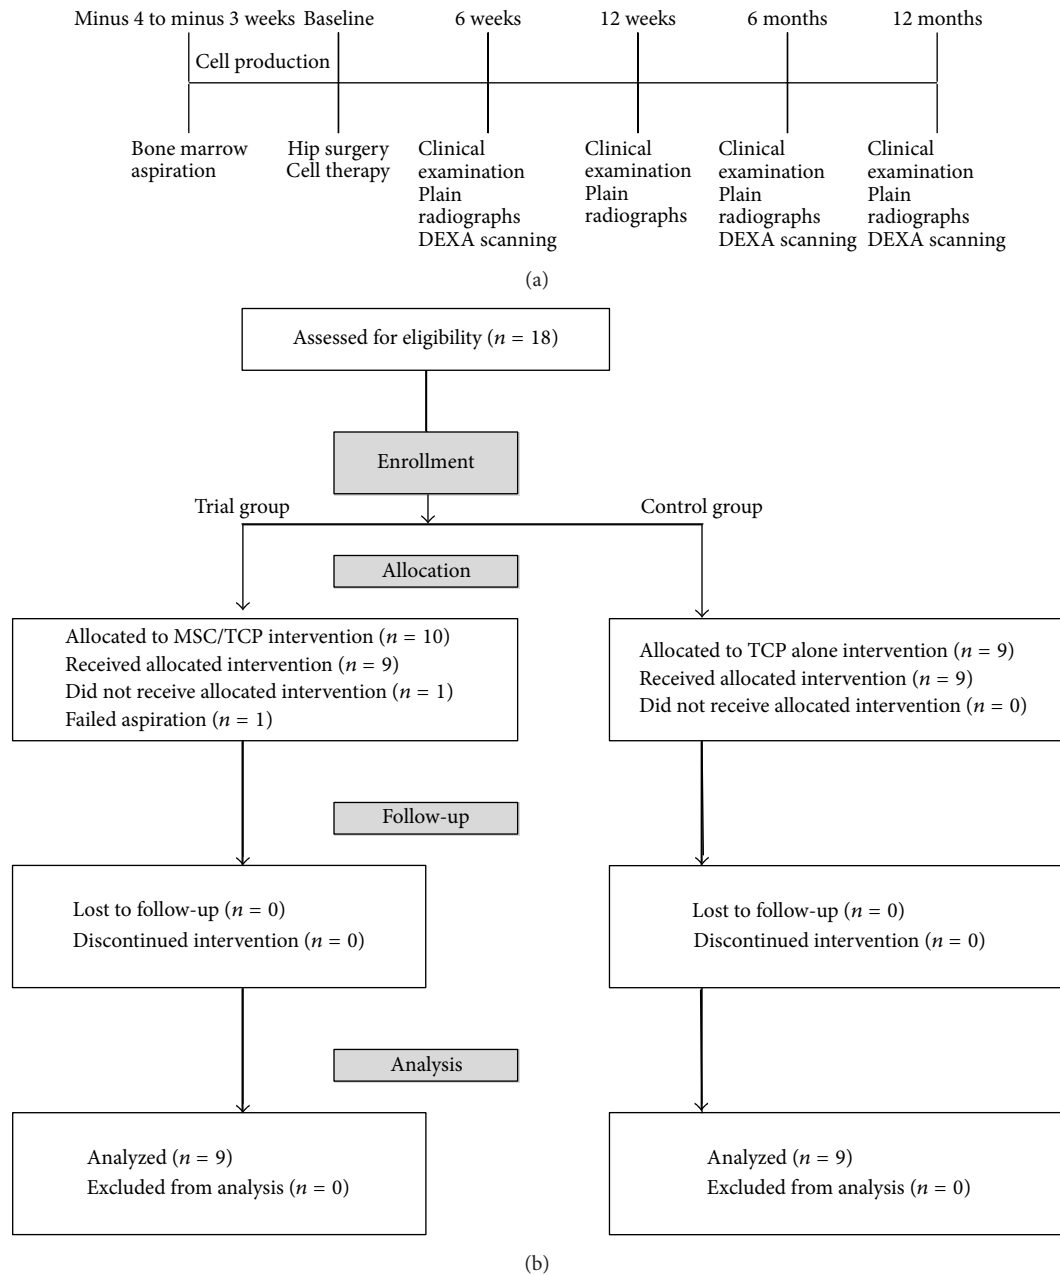 Minus 4 to minus 3 weeks Baseline 6 weeks 12 weeks 6 months 12 months
Cell production
Bone marrow
aspiration
Hip surgery
Cell therapy
Clinical
examination
Plain
radiographs
DEXA scanning
Clinical
examination
Plain
radiographs
Clinical
examination
Plain
radiographs
DEXA scanning
Clinical
examination
Plain
radiographs
DEXA scanning
(a)
Assessed for eligibility (n = 18)
Enrollment
Trial group
Control group
Allocation
Allocated to MSC/TCP intervention (n = 10)
Received allocated intervention (n = 9)
Did not receive allocated intervention (n = 1)
Failed aspiration (n = 1)
Allocated to TCP alone intervention (n = 9)
Received allocated intervention (n = 9)
Did not receive allocated intervention (n = 0)
Follow-up
Lost to follow-up (n = 0)
Discontinued intervention (n = 0)
Lost to follow-up (n = 0)
Discontinued intervention (n = 0)
Analysis
Analyzed (n = 9)
Excluded from analysis (n = 0)
Analyzed (n = 9)
Excluded from analysis (n = 0)
(b)